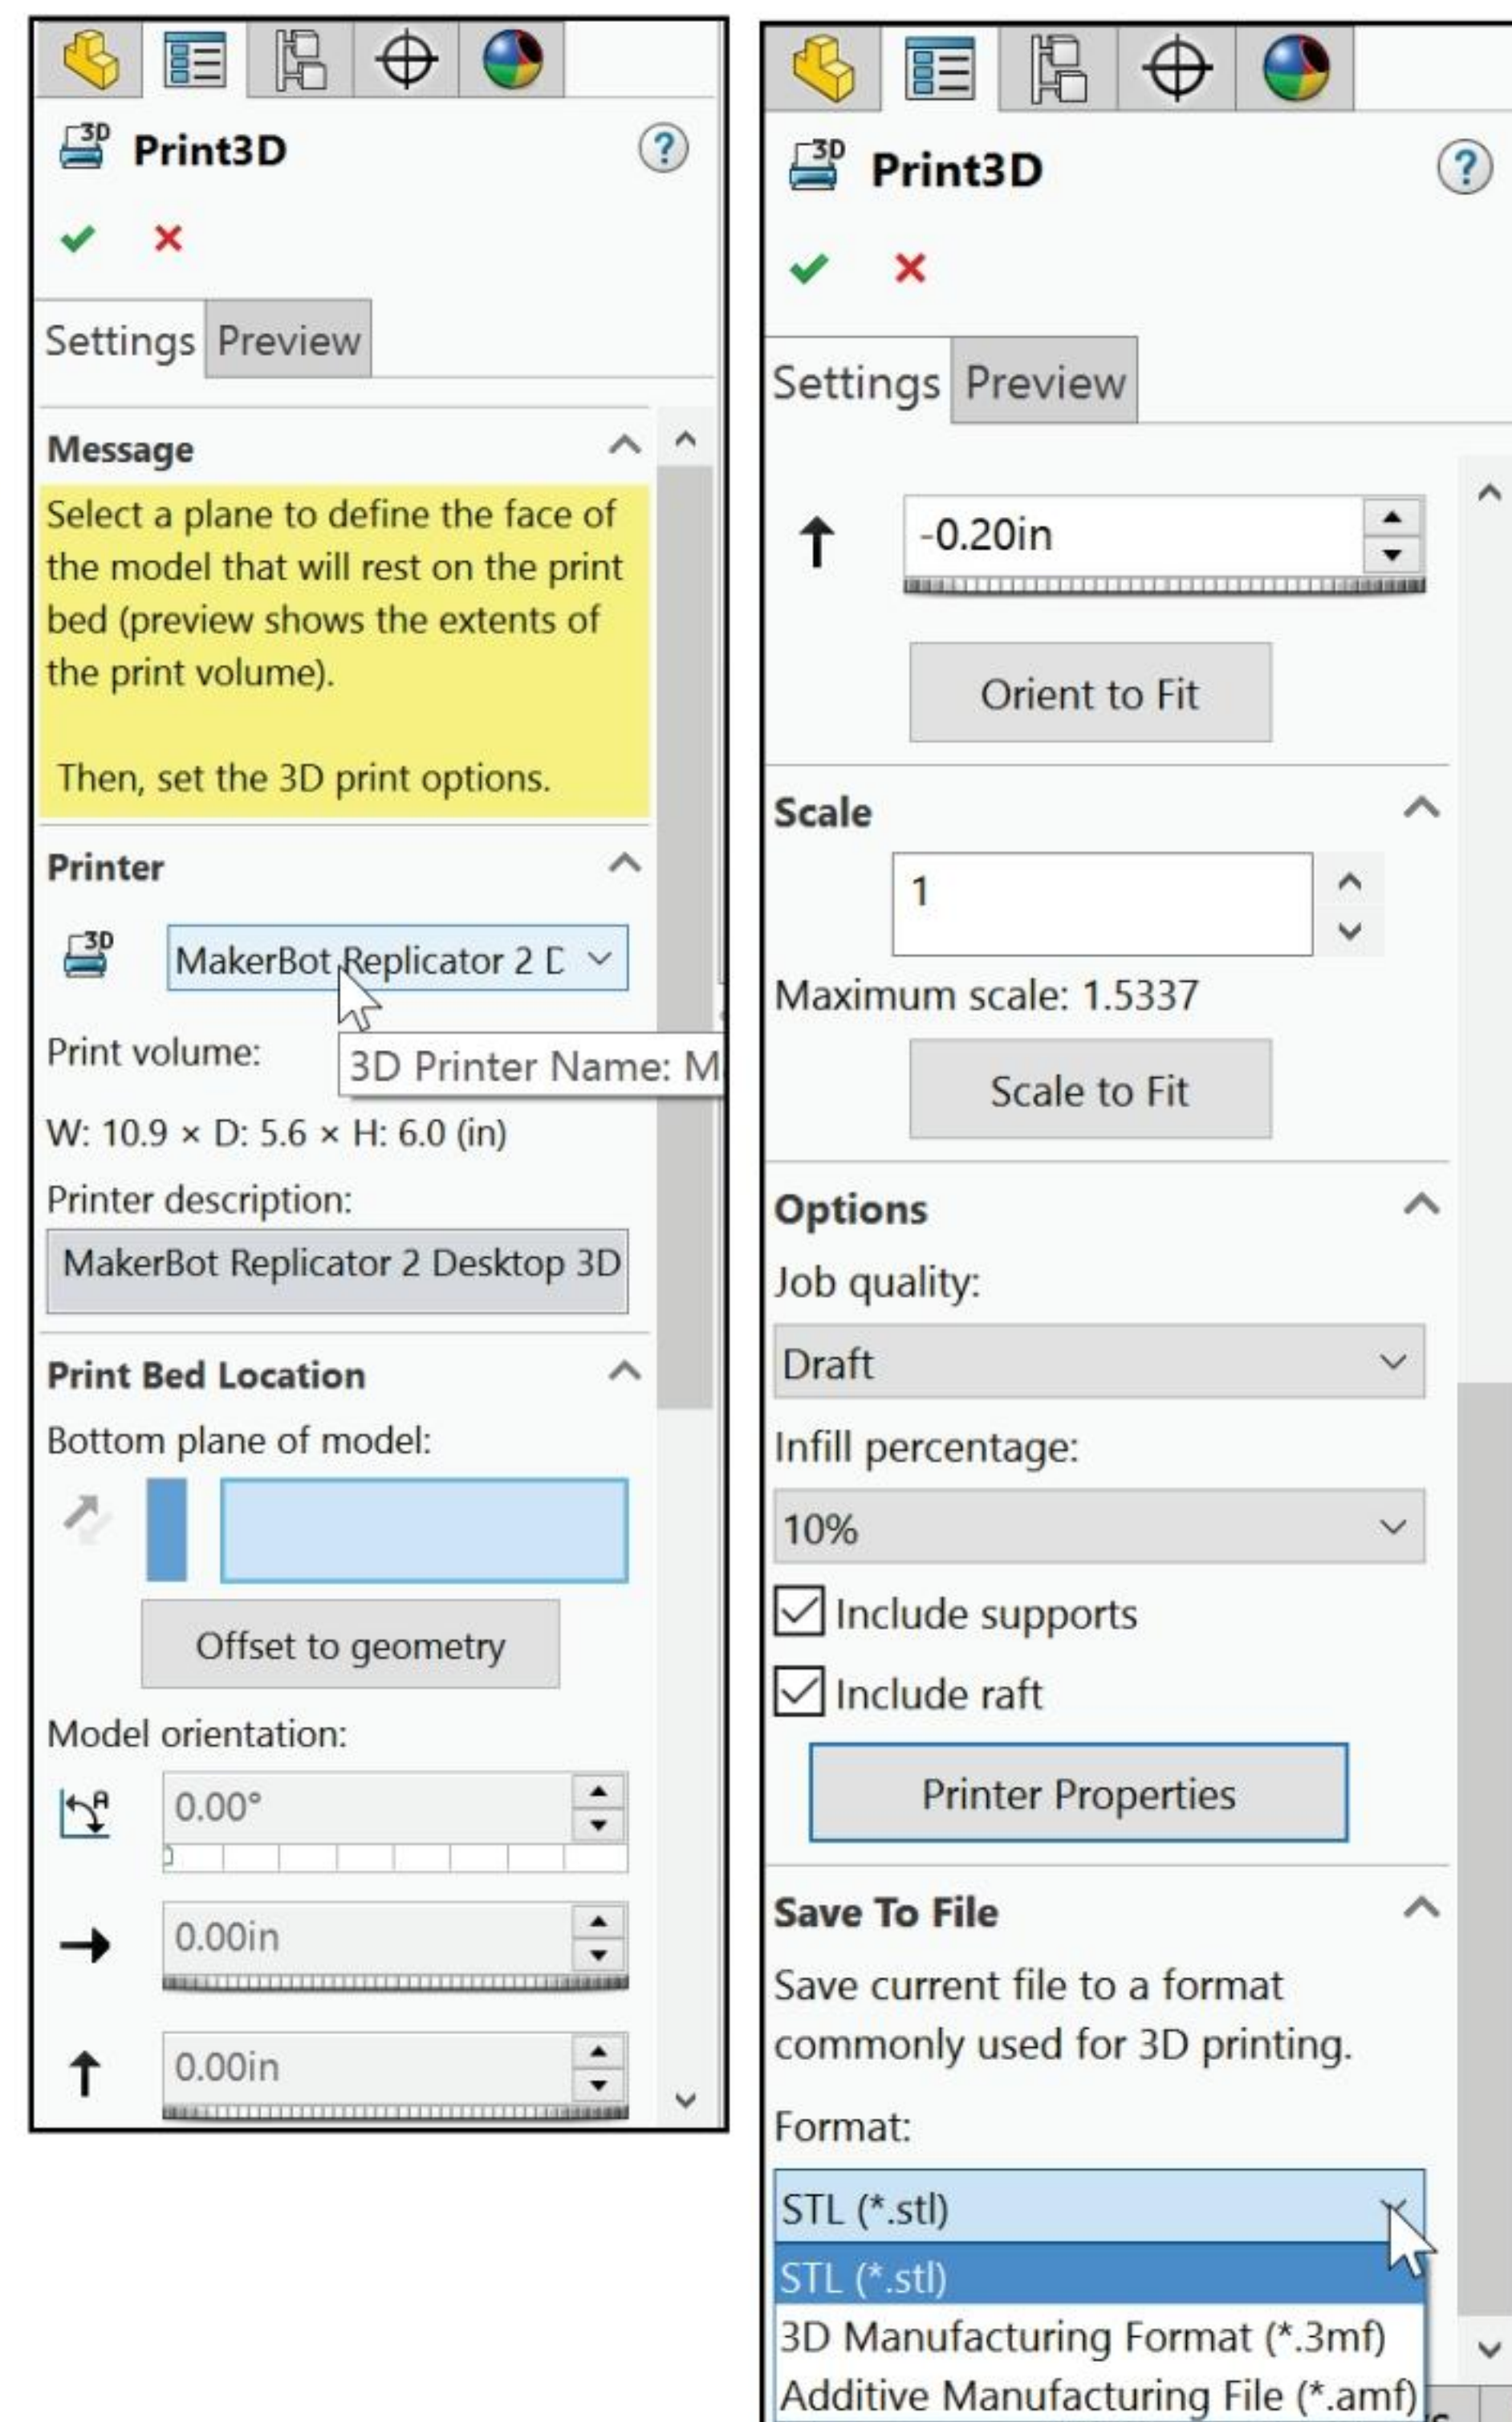 3D Print3D
?
Settings Preview
Message
Select a plane to define the face of
the model that will rest on the print
bed (preview shows the extents of
the print volume).
Then, set the 3D print options.
Printer
3D MakerBot Replicator 2 D
Print volume:
3D Printer Name: M
W: 10.9 × D: 5.6 × H: 6.0 (in)
Printer description:
MakerBot Replicator 2 Desktop 3D
Print Bed Location
Bottom plane of model:
Offset to geometry
Model orientation:
A 0.00°
0.00in
0.00in
3D Print3D
?
Settings Preview
-0.20in
Orient to Fit
Scale
1
Maximum scale: 1.5337
Scale to Fit
Options
Job quality:
Draft
Infill percentage:
10%
Include supports
Include raft
Printer Properties
Save To File
Save current file to a format
commonly used for 3D printing.
Format:
STL (*.stl)
STL (*.stl)
3D Manufacturing Format (*.3mf)
Additive Manufacturing File (*.amf)